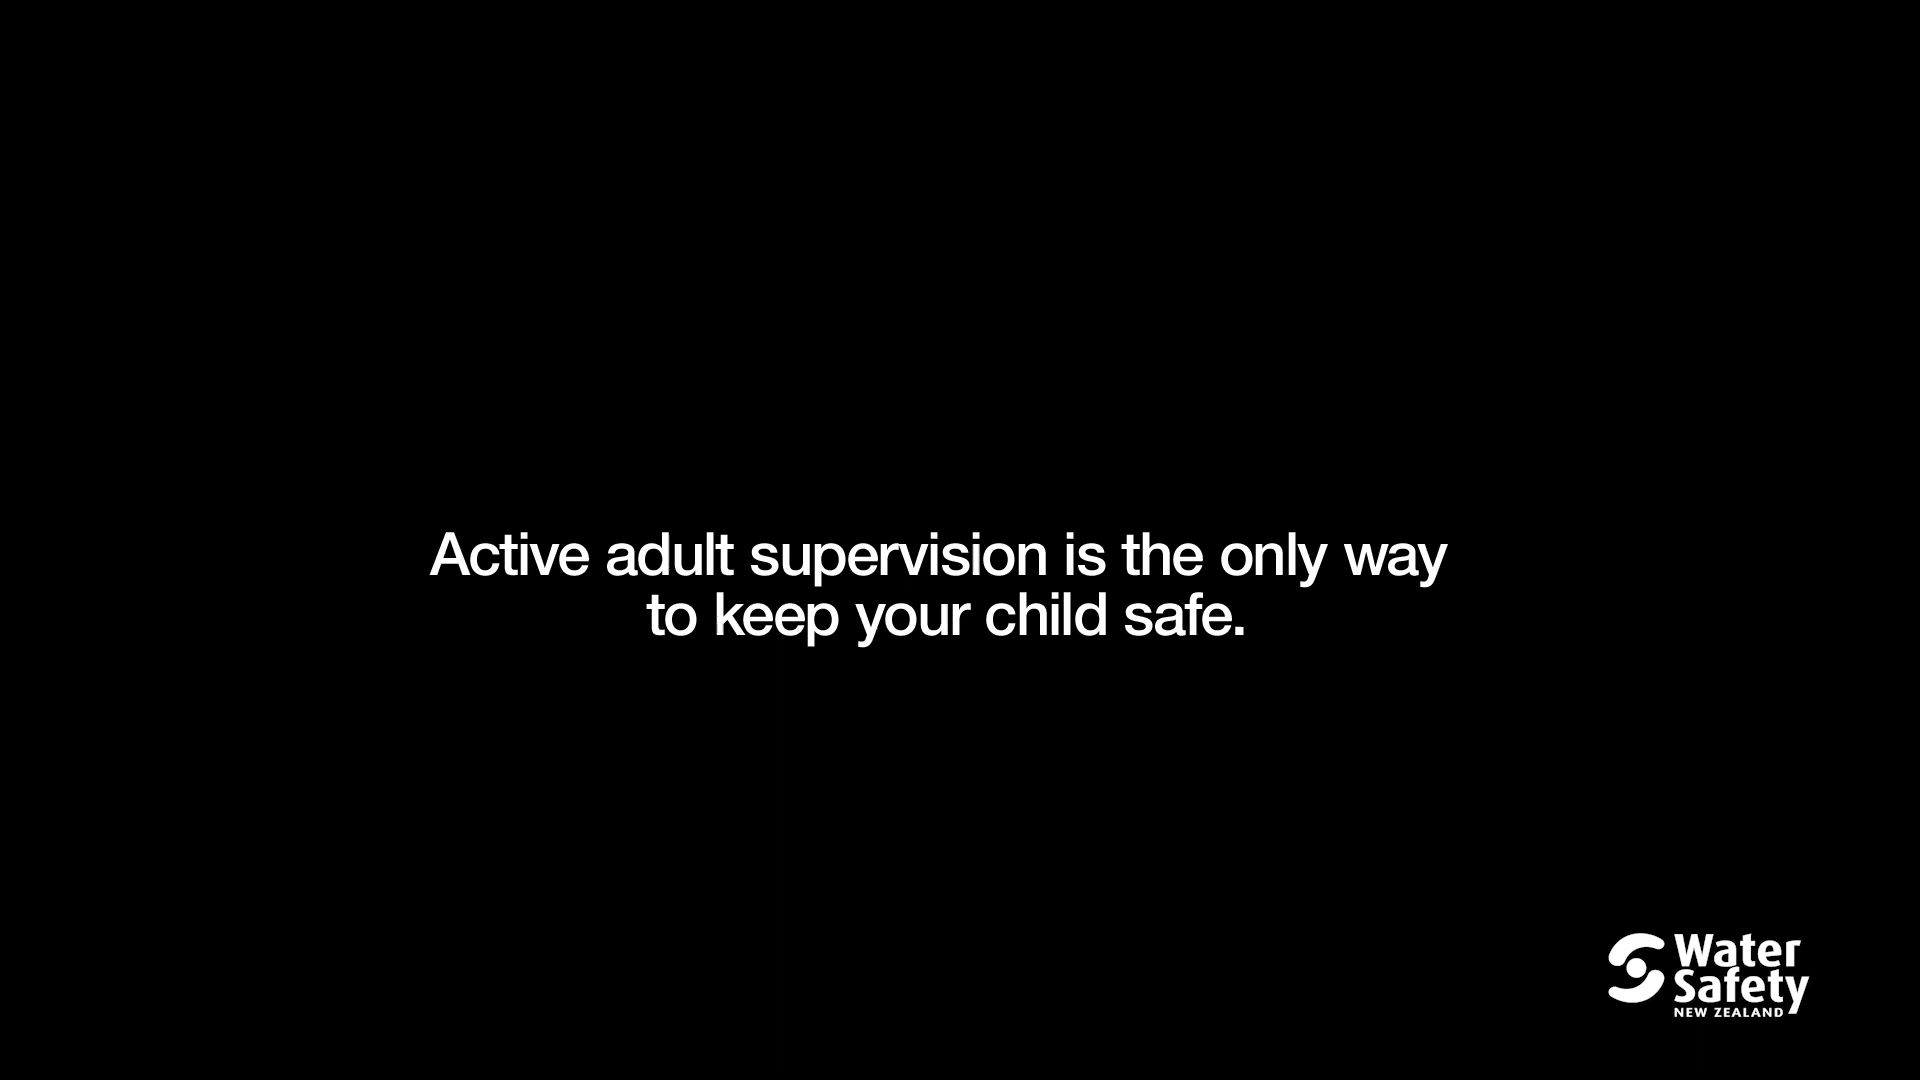 Active adult supervision is the only way
to keep your child safe.
Water
Safety
NEW ZEALAND